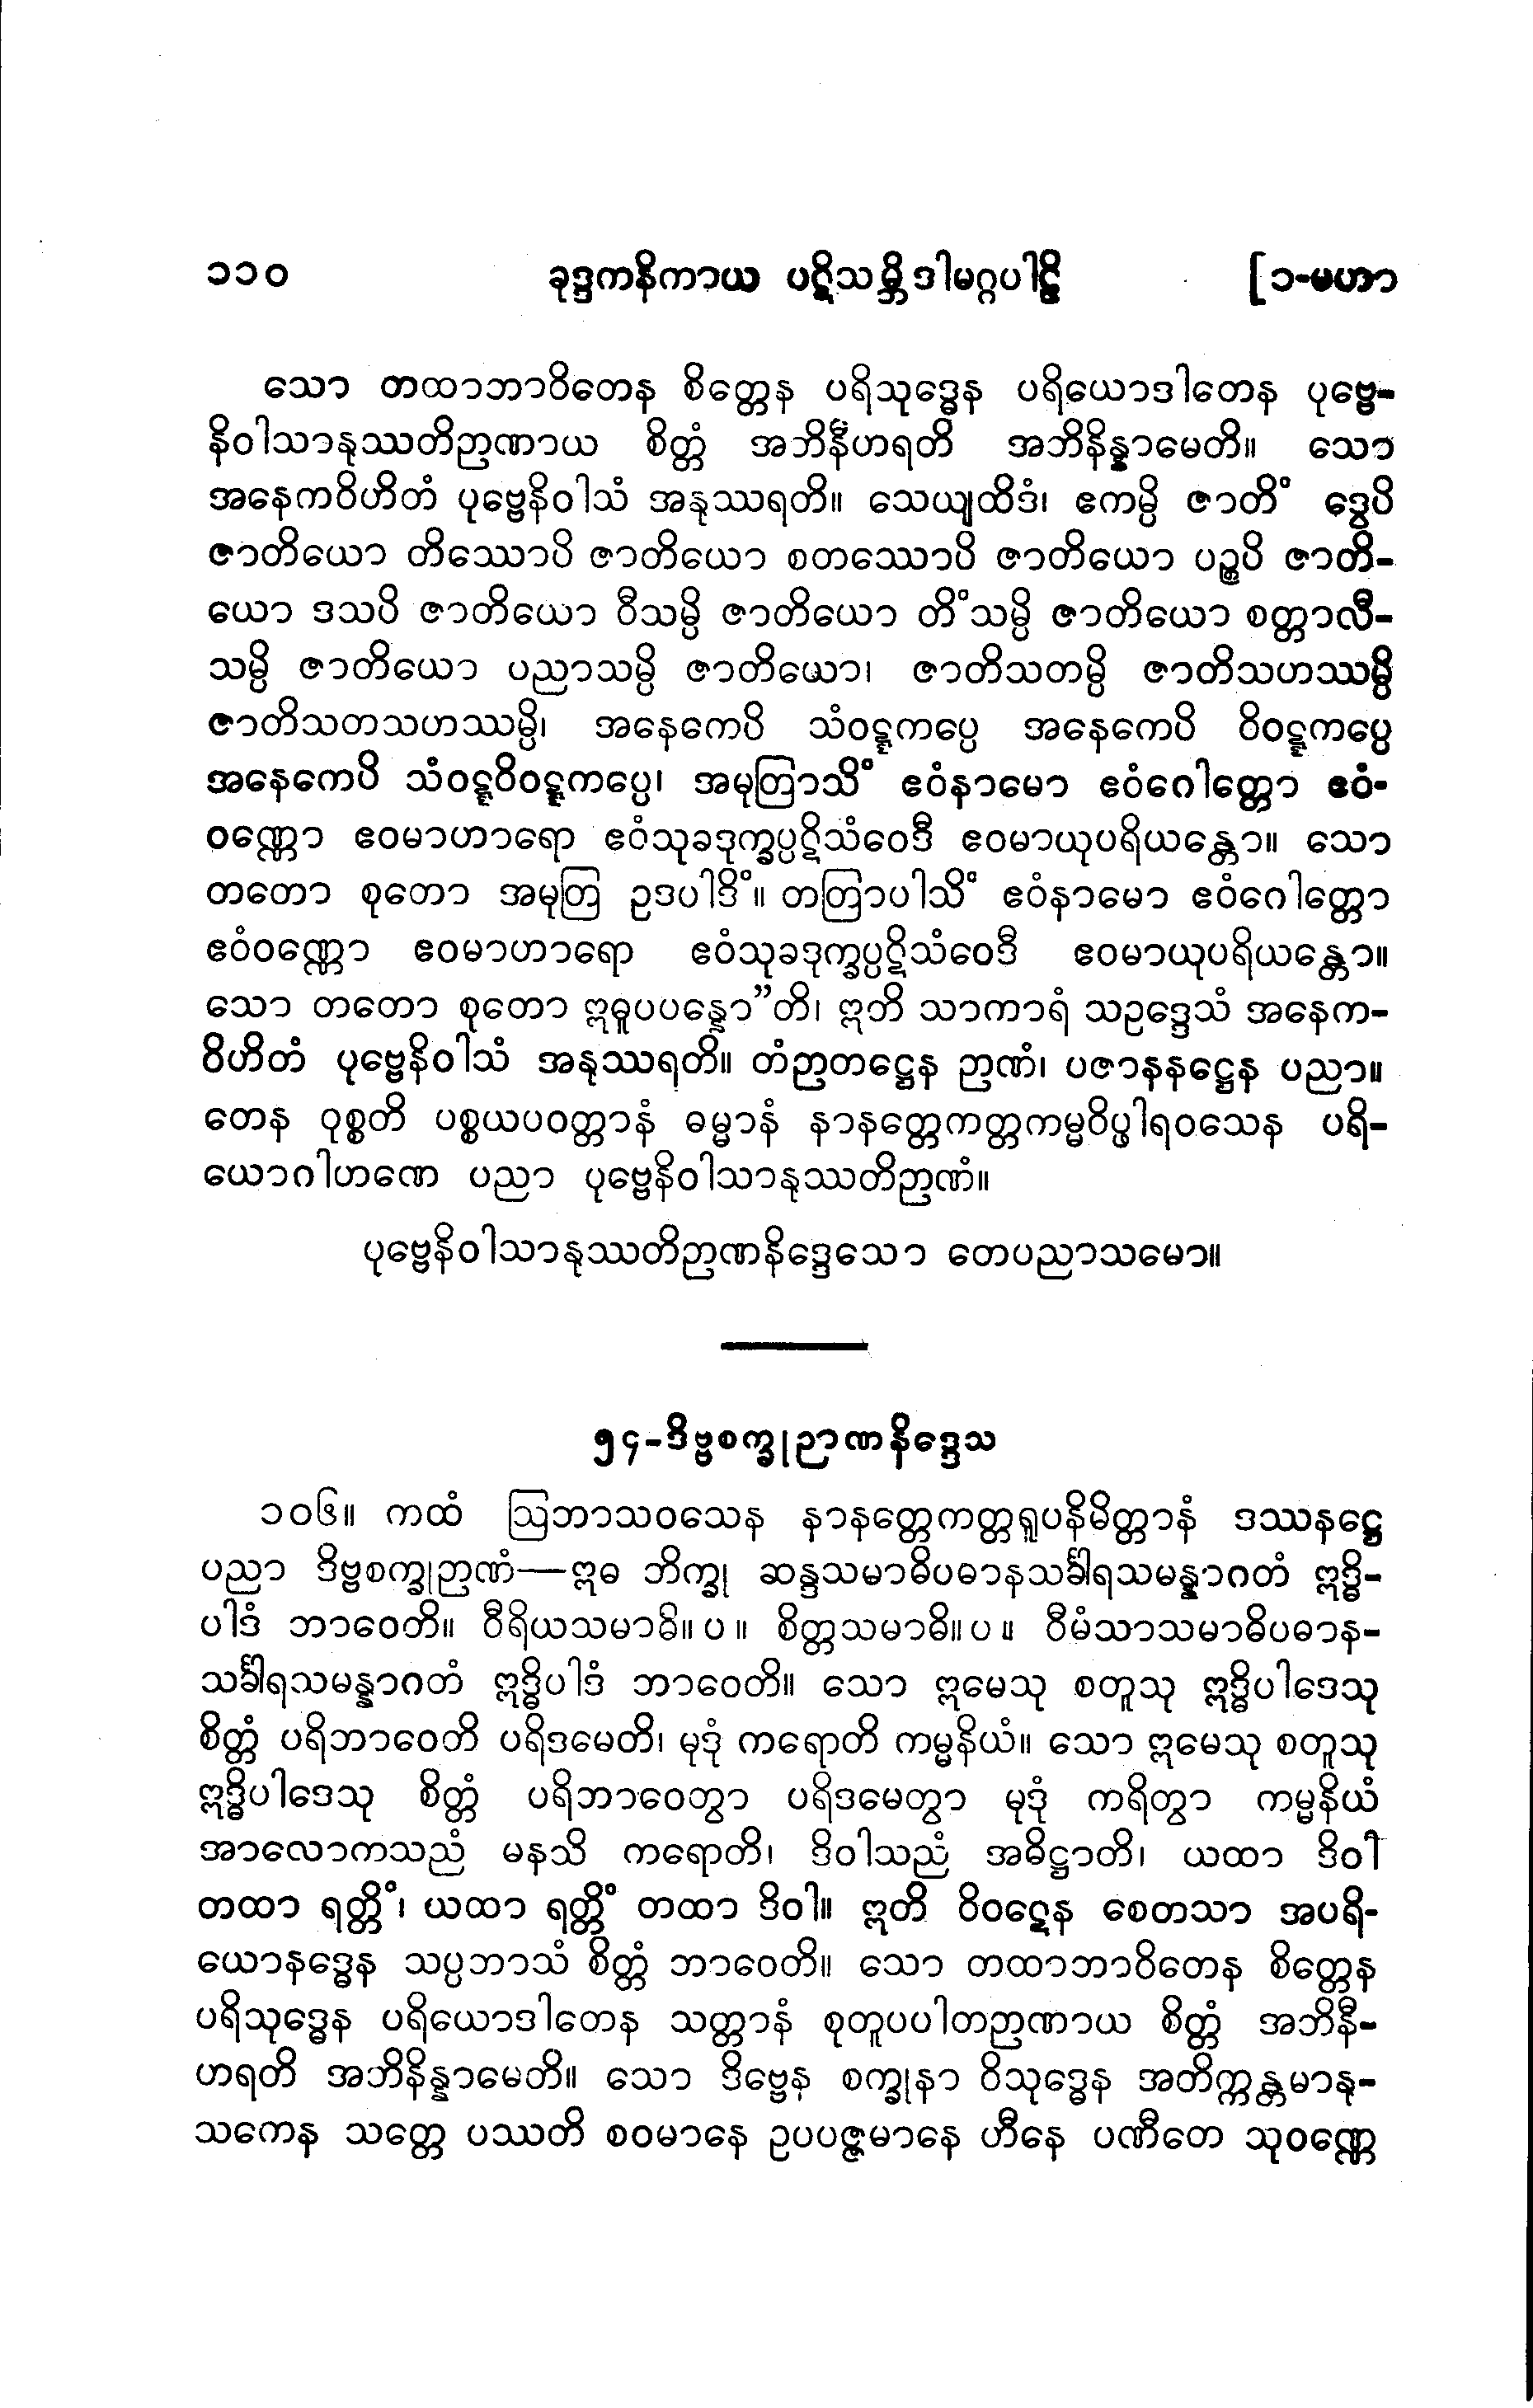 ၁၁၀ ခုဒ္ဒကနိကာယ ပဋိသမ္ဘိဒါမဂ္ဂပါဠိ [၁-မဟာ
သော တထာဘာဝိတေန စိတ္တေန ပရိသုဒ္ဓေန ပရိယောဒါတေန ပုဗ္ဗေ-
နိဝါသာနုဿတိဉာဏာယ စိတ္တံ အဘိနီဟရတိ အဘိနိန္နာမေတိ။ သော
အနေကဝိဟိတံ ပုဗ္ဗေနိဝါသံ အနုဿရတိ။ သေယျထိဒံ၊ ဧကမ္ပိ ဇာတိံ ဒွေပိ
ဇာတိယော တိဿောပိ ဇာတိယော စတဿောပိ ဇာတိယော ပဉ္စပိ ဇာတိ-
ယော ဒသပိ ဇာတိယော ဝီသမ္ပိ ဇာတိယော တိံသမ္ပိ ဇာတိယော စတ္တာလီ-
သမ္ပိ ဇာတိယော ပညာသမ္ပိ ဇာတိယော၊ ဇာတိသတမ္ပိ ဇာတိသဟဿမ္ပိ
ဇာတိသတသဟဿမ္ပိ၊ အနေကေပိ သံဝဋ္ဋကပ္ပေ အနေကေပိ ဝိဝဋ္ဋကပ္ပေ
အနေကေပိ သံဝဋ္ဋဝိဝဋ္ဋကပ္ပေ၊ အမုတြာသိံ ဧဝံနာမော ဧဝံဂေါတ္တော ဧဝံ-
ဝဏ္ဏော ဧဝမာဟာရော ဧဝံသုခဒုက္ခပ္ပဋိသံဝေဒီ ဧဝမာယုပရိယန္တော။ သော
တတော စုတော အမုတြ ဥဒပါဒိံ။ တတြာပါသိံ ဧဝံနာမော ဧဝံဂေါတ္တော
ဧဝံဝဏ္ဏော ဧဝမာဟာရော ဧဝံသုခဒုက္ခပ္ပဋိသံဝေဒီ ဧဝမာယုပရိယန္တော။
သော တတော စုတော ဣဓူပပန္နော”တိ၊ ဣတိ သာကာရံ သဥဒ္ဒေသံ အနေက-
ဝိဟိတံ ပုဗ္ဗေနိဝါသံ အနုဿရတိ။ တံဉာတဋ္ဌေန ဉာဏံ၊ ပဇာနနဋ္ဌေန ပညာ။
တေန ဝုစ္စတိ ပစ္စယပဝတ္တာနံ ဓမ္မာနံ နာနတ္တေကတ္တကမ္မဝိပ္ဖါရဝသေန ပရိ-
ယောဂါဟဏေ ပညာ ပုဗ္ဗေနိဝါသာနုဿတိဉာဏံ။
ပုဗ္ဗေနိဝါသာနုဿတိဉာဏနိဒ္ဒေသော တေပညာသမော။
၅၄-ဒိဗ္ဗစက္ခုဉာဏနိဒ္ဒေသ
၁၀၆။ ကထံ ဩဘာသဝသေန နာနတ္တေကတ္တရူပနိမိတ္တာနံ ဒဿနဋ္ဌေ
ပညာ ဒိဗ္ဗစက္ခုဉာဏံ—ဣဓ ဘိက္ခု ဆန္ဒသမာဓိပဓာနသင်္ခါရသမန္နာဂတံ ဣဒ္ဓိ-
ပါဒံ ဘာဝေတိ။ ဝီရိယသမာဓိ။ ပ။ စိတ္တသမာဓိ။ ပ။ ဝီမံသာသမာဓိပဓာန-
သင်္ခါရသမန္နာဂတံ ဣဒ္ဓိပါဒံ ဘာဝေတိ။ သော ဣမေသု စတူသု ဣဒ္ဓိပါဒေသု
စိတ္တံ ပရိဘာဝေတိ ပရိဒမေတိ၊ မုဒုံ ကရောတိ ကမ္မနိယံ။ သော ဣမေသု စတူသု
ဣဒ္ဓိပါဒေသု စိတ္တံ ပရိဘာဝေတွာ ပရိဒမေတွာ မုဒုံ ကရိတွာ ကမ္မနိယံ
အာလောကသညံ မနသိ ကရောတိ၊ ဒိဝါသညံ အဓိဋ္ဌာတိ၊ ယထာ ဒိဝါ
တထာ ရတ္တိံ၊ ယထာ ရတ္တိံ တထာ ဒိဝါ။ ဣတိ ဝိဝဋေန စေတသာ အပရိ-
ယောနဒ္ဓေန သပ္ပဘာသံ စိတ္တံ ဘာဝေတိ။ သော တထာဘာဝိတေန စိတ္တေန
ပရိသုဒ္ဓေန ပရိယောဒါတေန သတ္တာနံ စုတူပပါတဉာဏာယ စိတ္တံ အဘိနီ-
ဟရတိ အဘိနိန္နာမေတိ။ သော ဒိဗ္ဗေန စက္ခုနာ ဝိသုဒ္ဓေန အတိက္ကန္တမာနု-
သကေန သတ္တေ ပဿတိ စဝမာနေ ဥပပဇ္ဇမာနေ ဟီနေ ပဏီတေ သုဝဏ္ဏေ